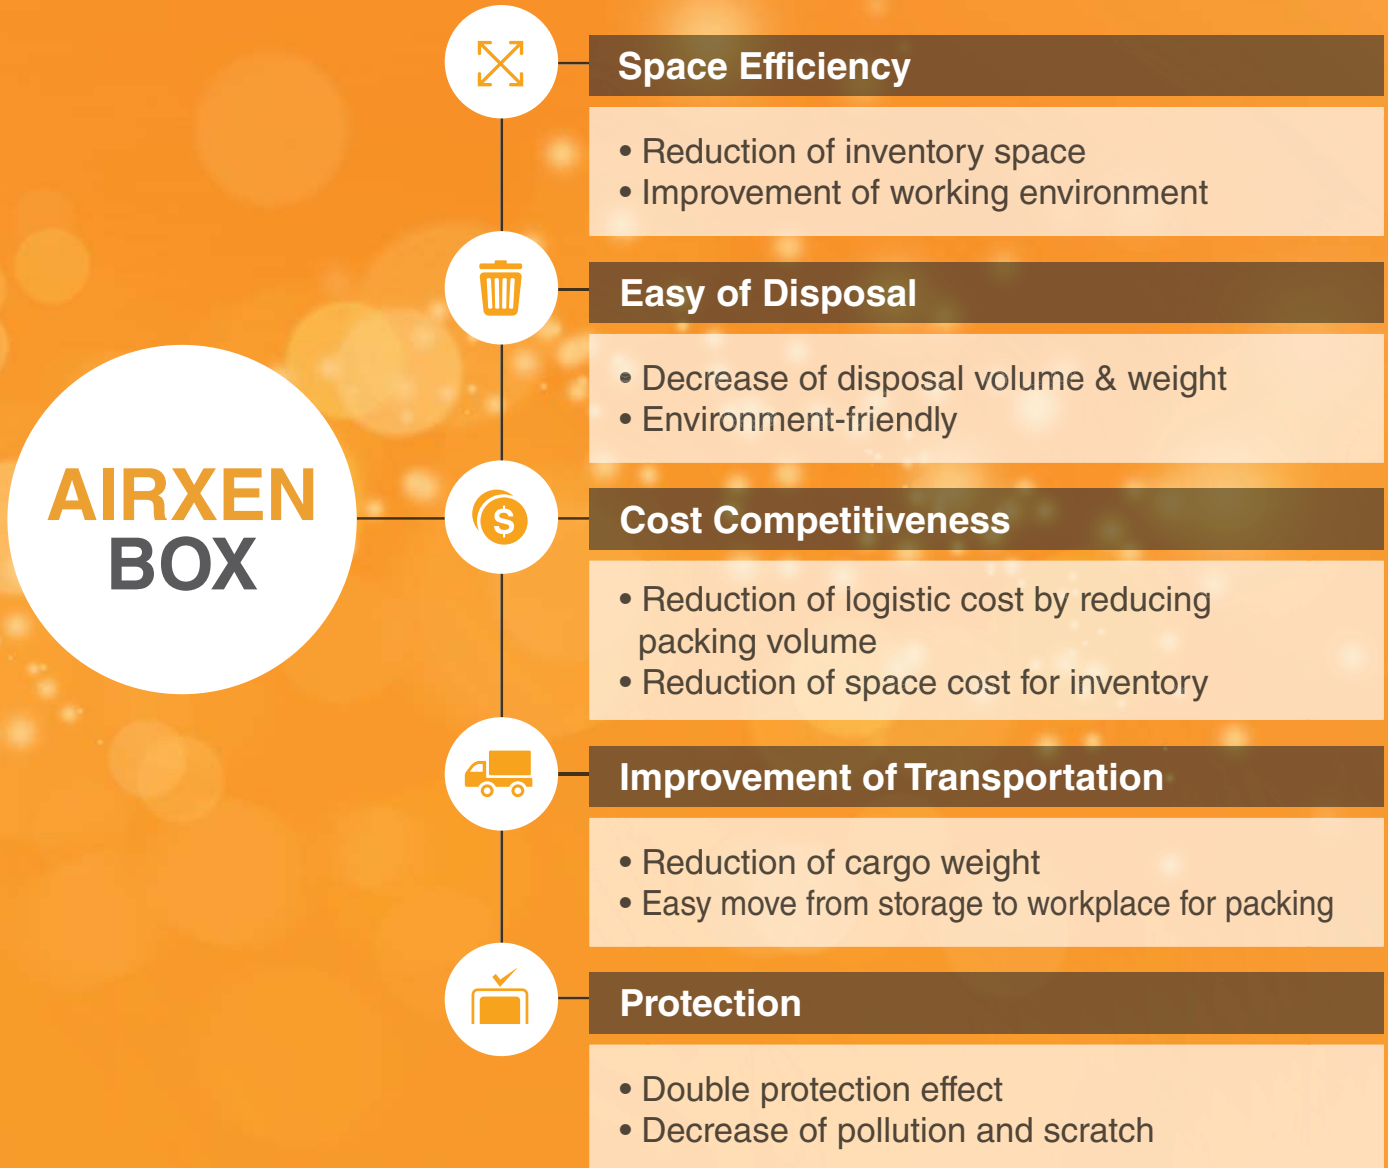 Space Efficiency
• Reduction of inventory space
• Improvement of working environment
Easy of Disposal
• Decrease of disposal volume & weight
• Environment-friendly
AIRXEN
BOX
Cost Competitiveness
• Reduction of logistic cost by reducing
packing volume
• Reduction of space cost for inventory
Improvement of Transportation
• Reduction of cargo weight
• Easy move from storage to workplace for packing
Protection
• Double protection effect
• Decrease of pollution and scratch